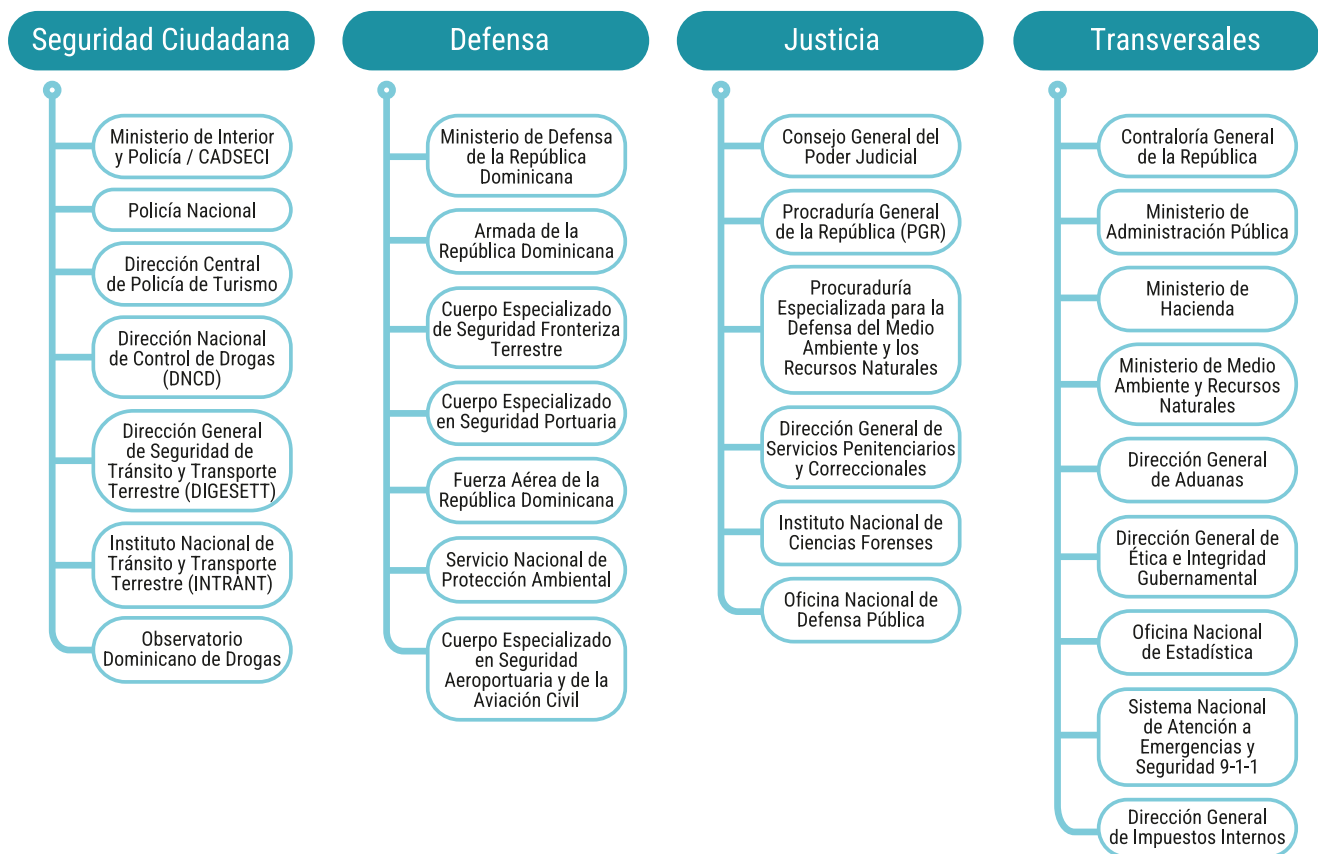 Seguridad Ciudadana
Ministerio de Interior
y Policía / CADSECI
Policía Nacional
Dirección Central
de Policía de Turismo
Dirección Nacional
de Control de Drogas
(DNCD)
Dirección General
de Seguridad de
Tránsito y Transporte
Terrestre (DIGESETT)
Instituto Nacional de
Tránsito y Transporte
Terrestre (INTRANT)
Observatorio
Dominicano de Drogas
Defensa
Ministerio de Defensa
de la República
Dominicana
Armada de la
República Dominicana
Cuerpo Especializado
de Seguridad Fronteriza
Terrestre
Cuerpo Especializado
en Seguridad Portuaria
Fuerza Aérea de la
República Dominicana
Servicio Nacional de
Protección Ambiental
Cuerpo Especializado
en Seguridad
Aeroportuaria y de la
Aviación Civil
Justicia
Consejo General del
Poder Judicial
Procraduría General
de la República (PGR)
Procuraduría
Especializada para la
Defensa del Medio
Ambiente y los
Recursos Naturales
Dirección General de
Servicios Penitenciarios
y Correccionales
Instituto Nacional de
Ciencias Forenses
Oficina Nacional de
Defensa Pública
Transversales
Contraloría General
de la República
Ministerio de
Administración Pública
Ministerio de
Hacienda
Ministerio de Medio
Ambiente y Recursos
Naturales
Dirección General
de Aduanas
Dirección General de
Ética e Integridad
Gubernamental
Oficina Nacional
de Estadística
Sistema Nacional
de Atención a
Emergencias y
Seguridad 9-1-1
Dirección General
de Impuestos Internos